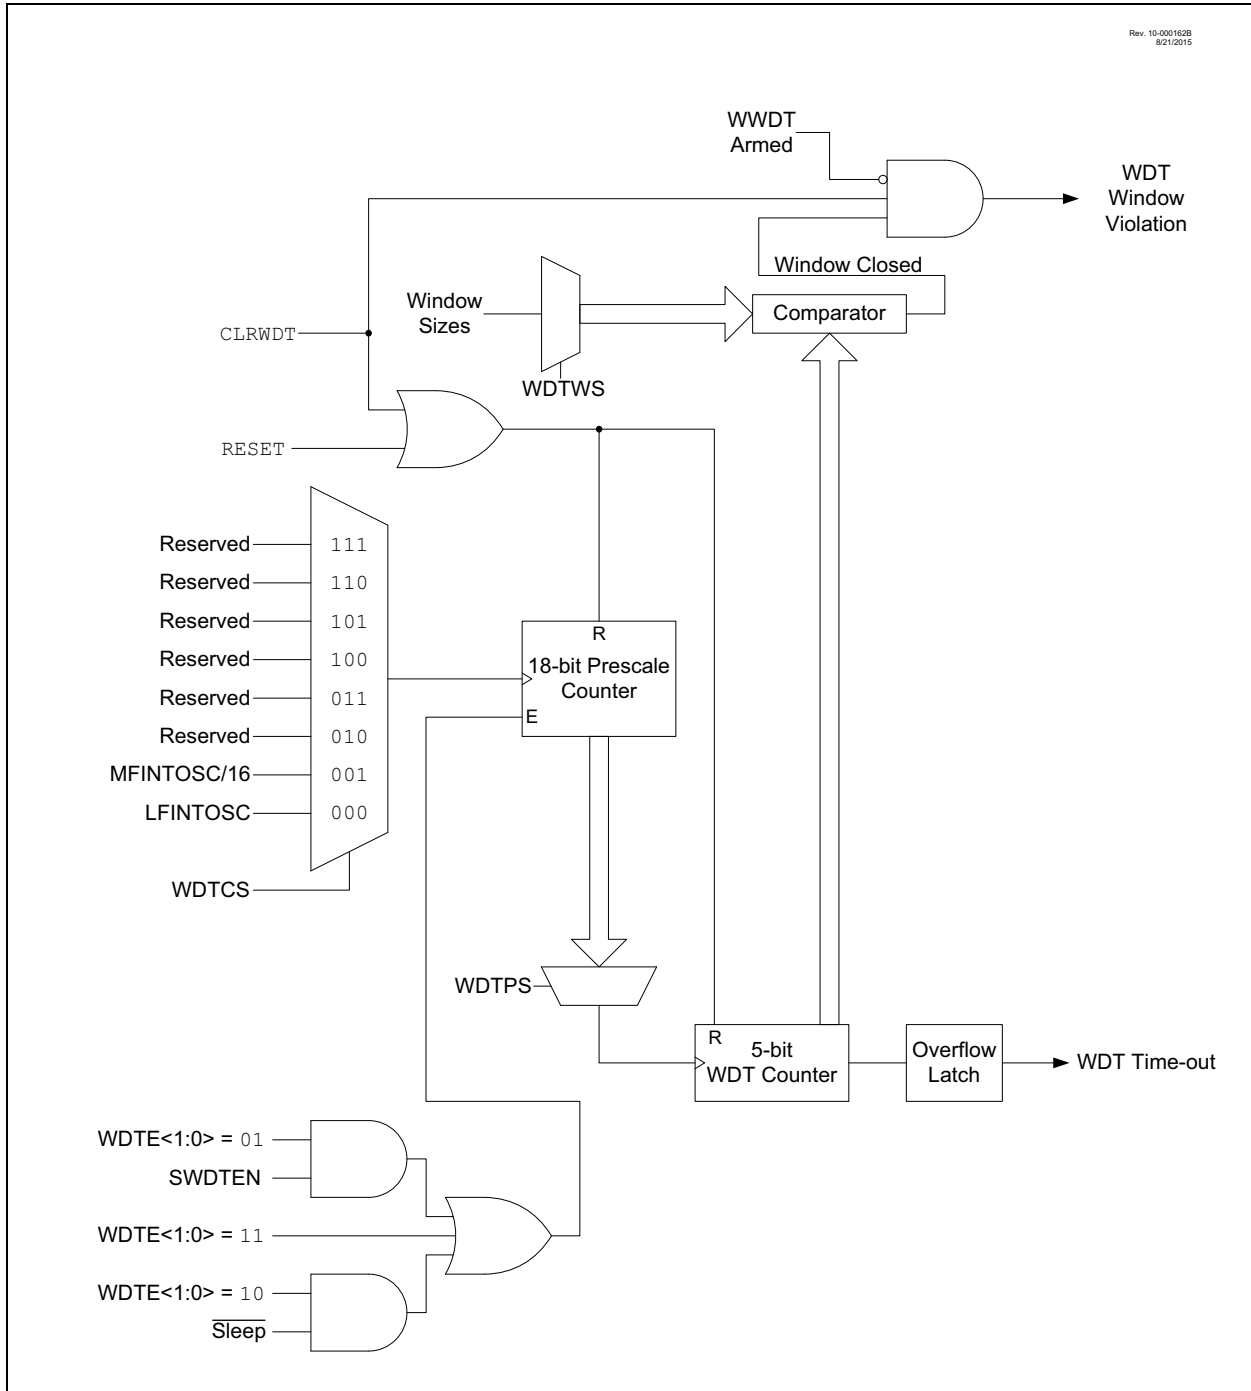 Rev. 10-000162B
8/21/2015
WWDT
Armed
WDT
Window
Violation
Window Closed
Window
Sizes
Comparator
CLRWDT
WDTWS
RESET
Reserved 111
Reserved 110
Reserved 101
Reserved 100
Reserved 011
Reserved 010
MFINTOSC/16 001
LFINTOSC 000
WDTCS
R
18-bit Prescale
Counter
E
WDTPS
R
5-bit
WDT Counter
Overflow
Latch
WDT Time-out
WDTE<1:0> = 01
SWDTEN
WDTE<1:0> = 11
WDTE<1:0> = 10
Sleep